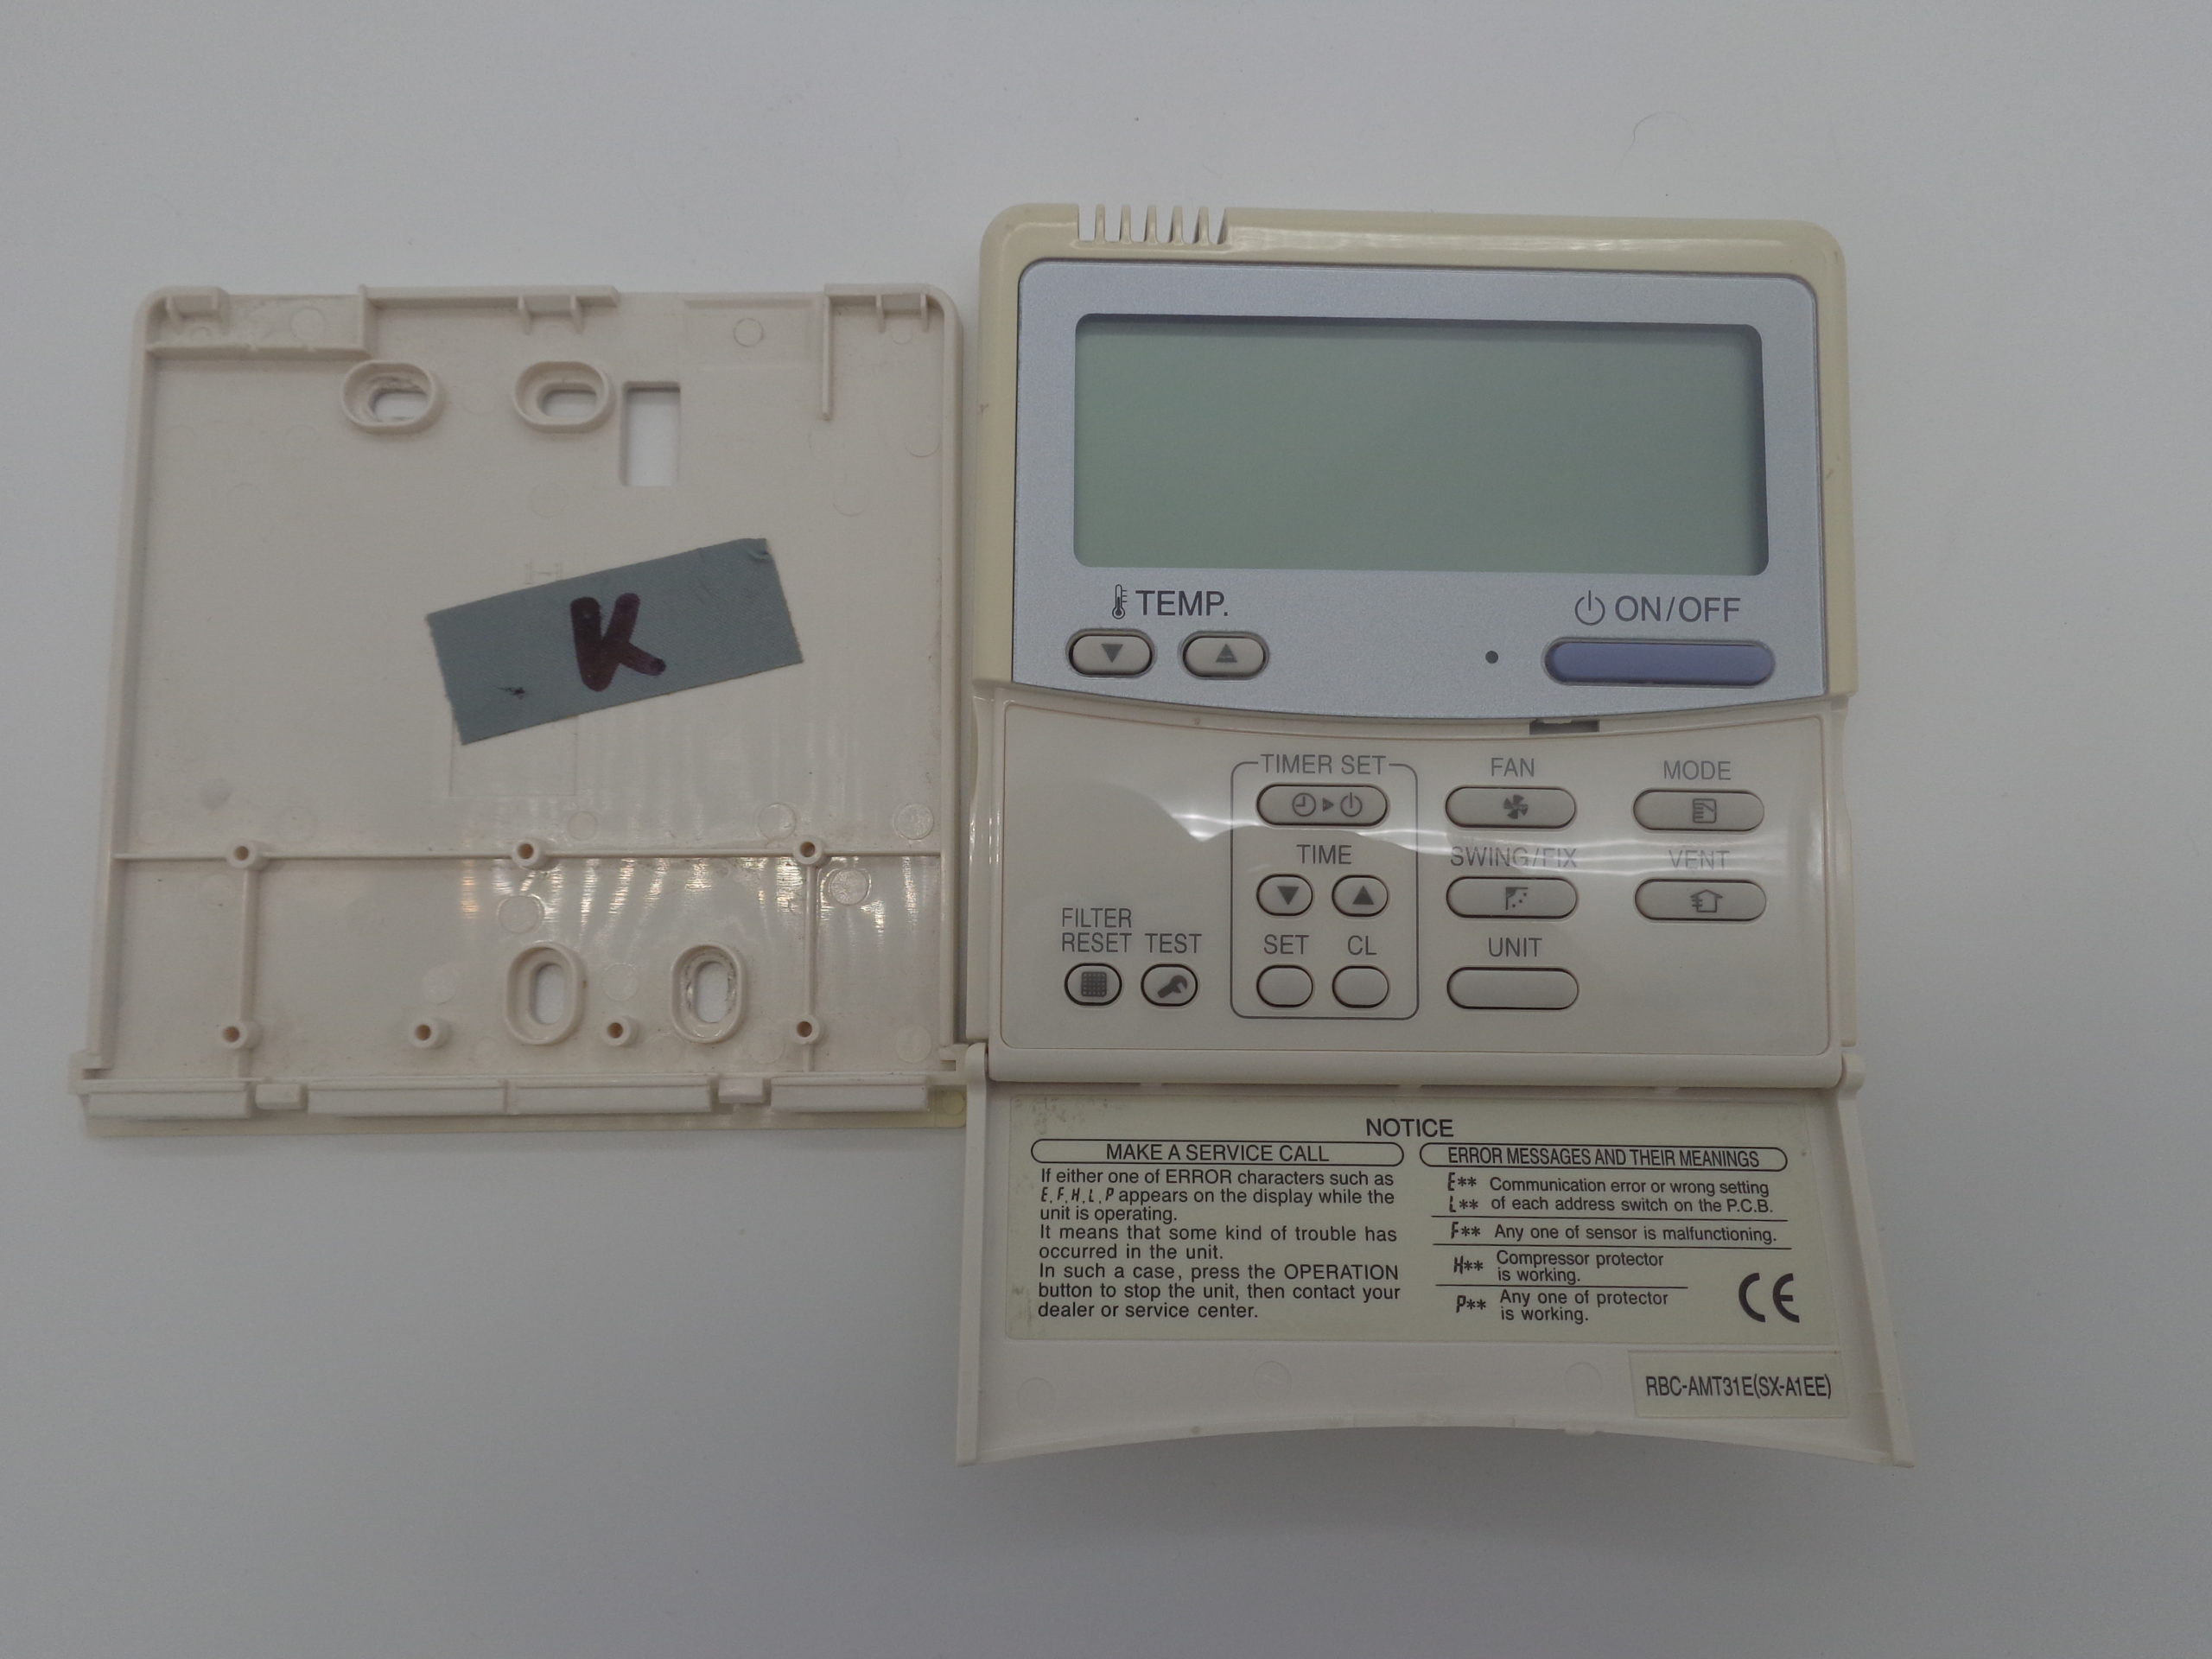 K
TEMP.
ON/OFF
TIMER SET
FAN
MODE
TIME
SWING/FIX
VENT
FILTER
RESET
TEST
SET
CL
UNIT
NOTICE
MAKE A SERVICE CALL
If either one of ERROR characters such as
E, F, H, L, P appears on the display while the
unit is operating.
It means that some kind of trouble has
occurred in the unit.
In such a case, press the OPERATION
button to stop the unit, then contact your
dealer or service center.
ERROR MESSAGES AND THEIR MEANINGS
E** Communication error or wrong setting
L** of each address switch on the P.C.B.
F** Any one of sensor is malfunctioning.
H** Compressor protector
is working.
P** Any one of protector
is working.
CE
RBC-AMT31E(SX-A1EE)